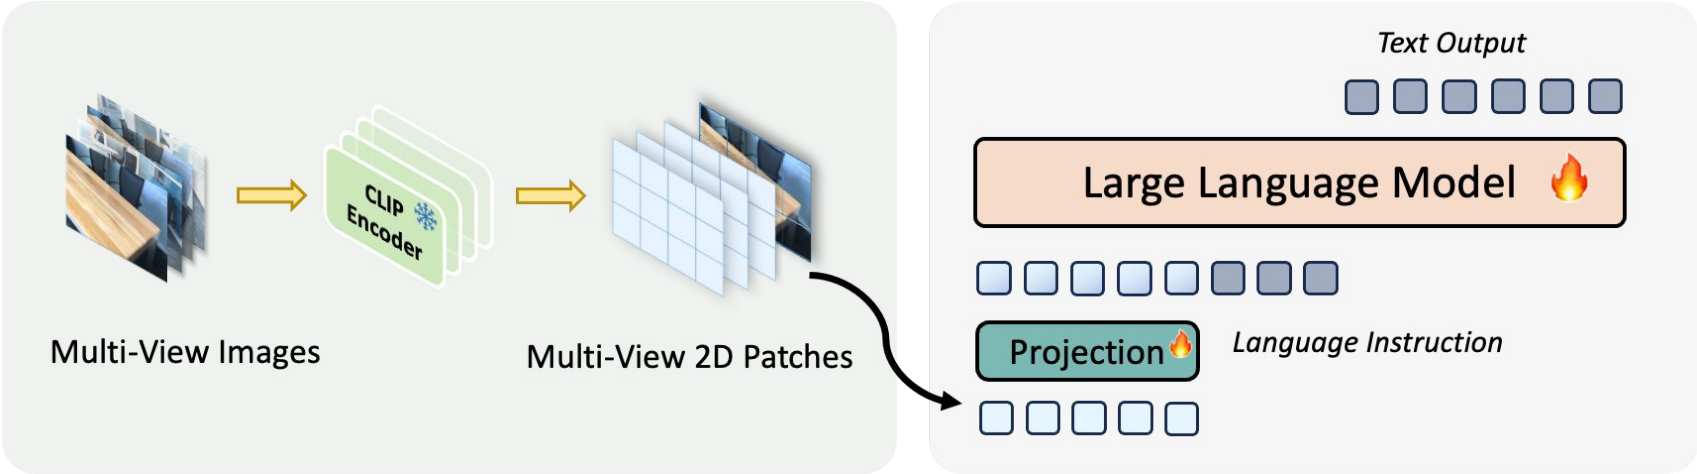 CLIP
Encoder
Multi-View Images
Multi-View 2D Patches
Text Output
Large Language Model
Projection
Language Instruction